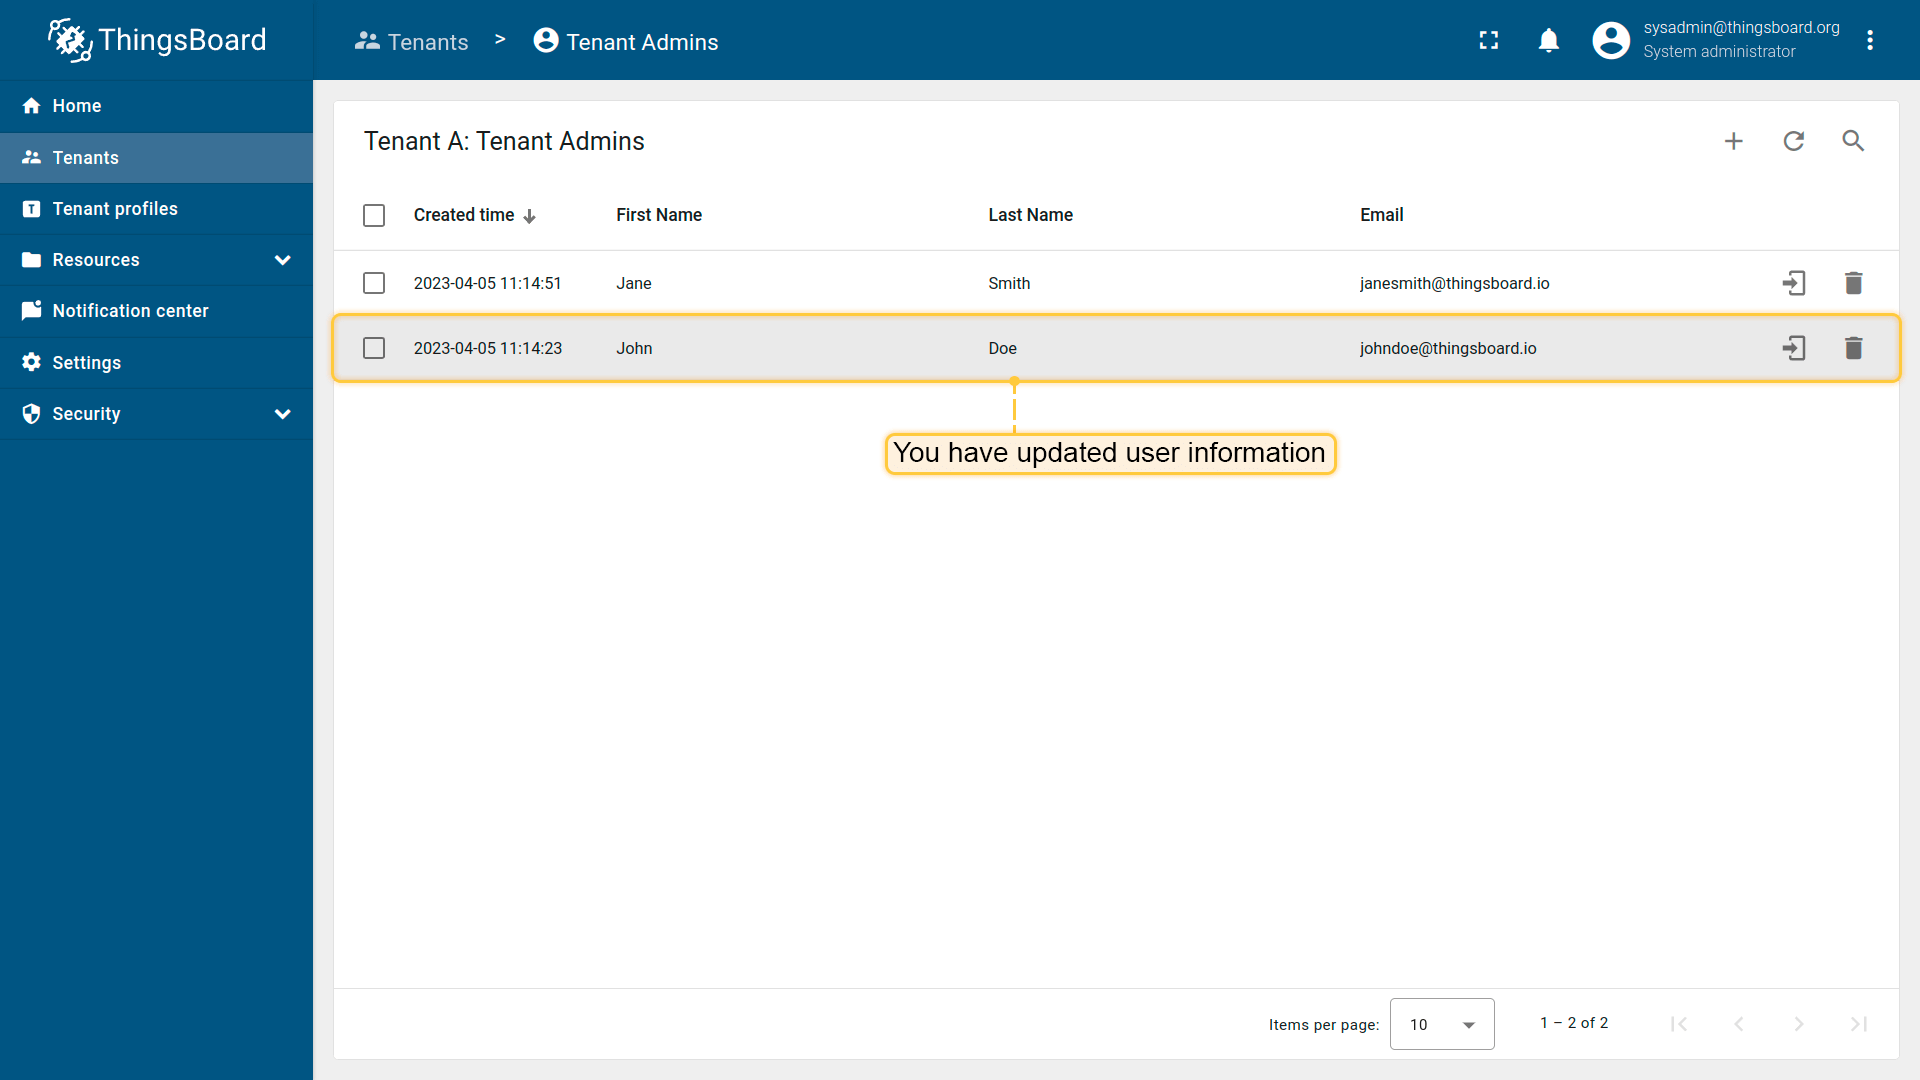 ThingsBoard
Tenants > Tenant Admins
sysadmin@thingsboard.org
System administrator
Home
Tenants
Tenant profiles
Resources
Notification center
Settings
Security
Tenant A: Tenant Admins
Created time First Name Last Name Email
2023-04-05 11:14:51 Jane Smith janesmith@thingsboard.io
2023-04-05 11:14:23 John Doe johndoe@thingsboard.io
You have updated user information
Items per page: 10 1 – 2 of 2